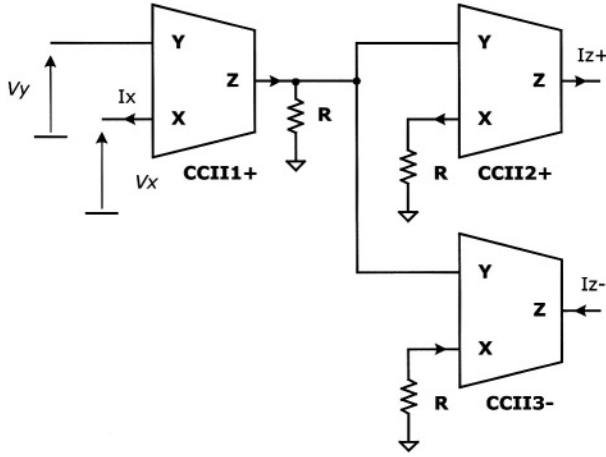 Vy
Y
Z
Ix
X
R
Vx
CCII1+
Y
Iz+
Z
X
R
CCII2+
Y
Iz-
Z
X
R
CCII3-